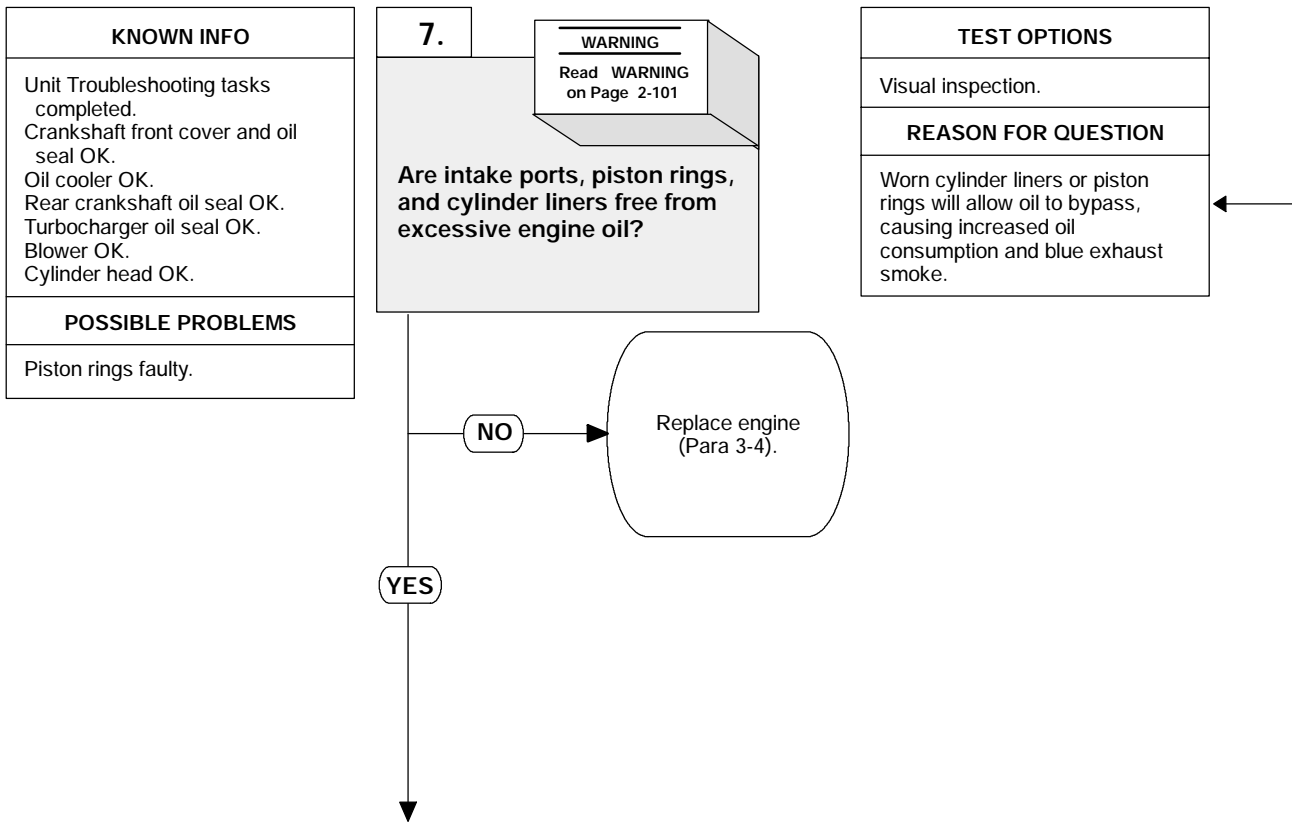 KNOWN INFO
Unit Troubleshooting tasks
completed.
Crankshaft front cover and oil
seal OK.
Oil cooler OK.
Rear crankshaft oil seal OK.
Turbocharger oil seal OK.
Blower OK.
Cylinder head OK.
POSSIBLE PROBLEMS
Piston rings faulty.
7.
WARNING
Read WARNING
on Page 2-101
Are intake ports, piston rings,
and cylinder liners free from
excessive engine oil?
TEST OPTIONS
Visual inspection.
REASON FOR QUESTION
Worn cylinder liners or piston
rings will allow oil to bypass,
causing increased oil
consumption and blue exhaust
smoke.
NO
Replace engine
(Para 3-4).
YES